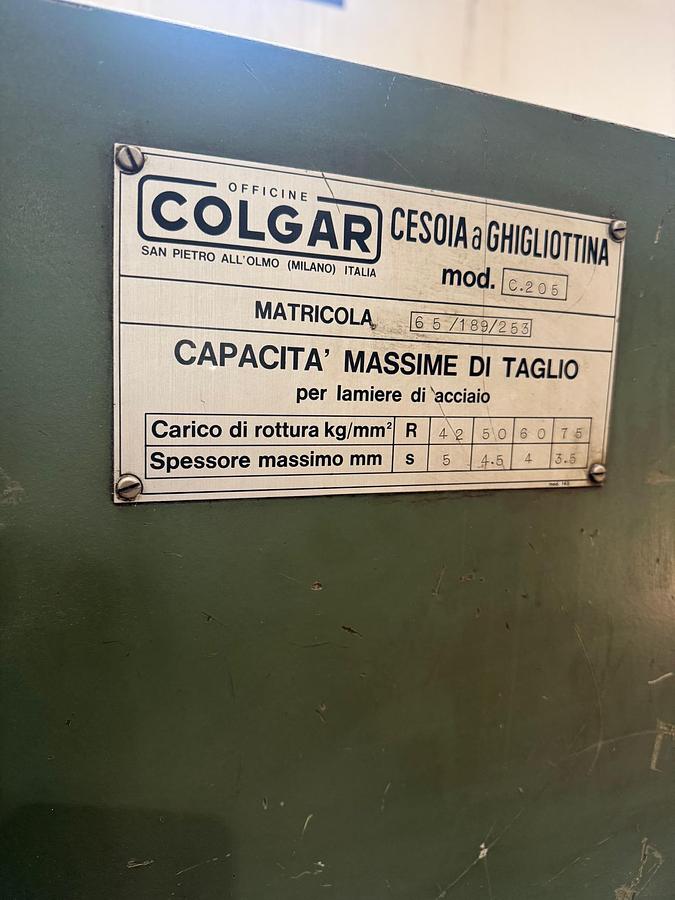 OFFICINE
COLGAR
SAN PIETRO ALL'OLMO (MILANO) ITALIA
CESOIA a GHIGLIOTTINA
mod. C.205
MATRICOLA 65/189/253
CAPACITA' MASSIME DI TAGLIO
per lamiere di acciaio
Carico di rottura kg/mm² R 42 50 60 75
Spessore massimo mm s 5 4.5 4 3.5
mod. 163